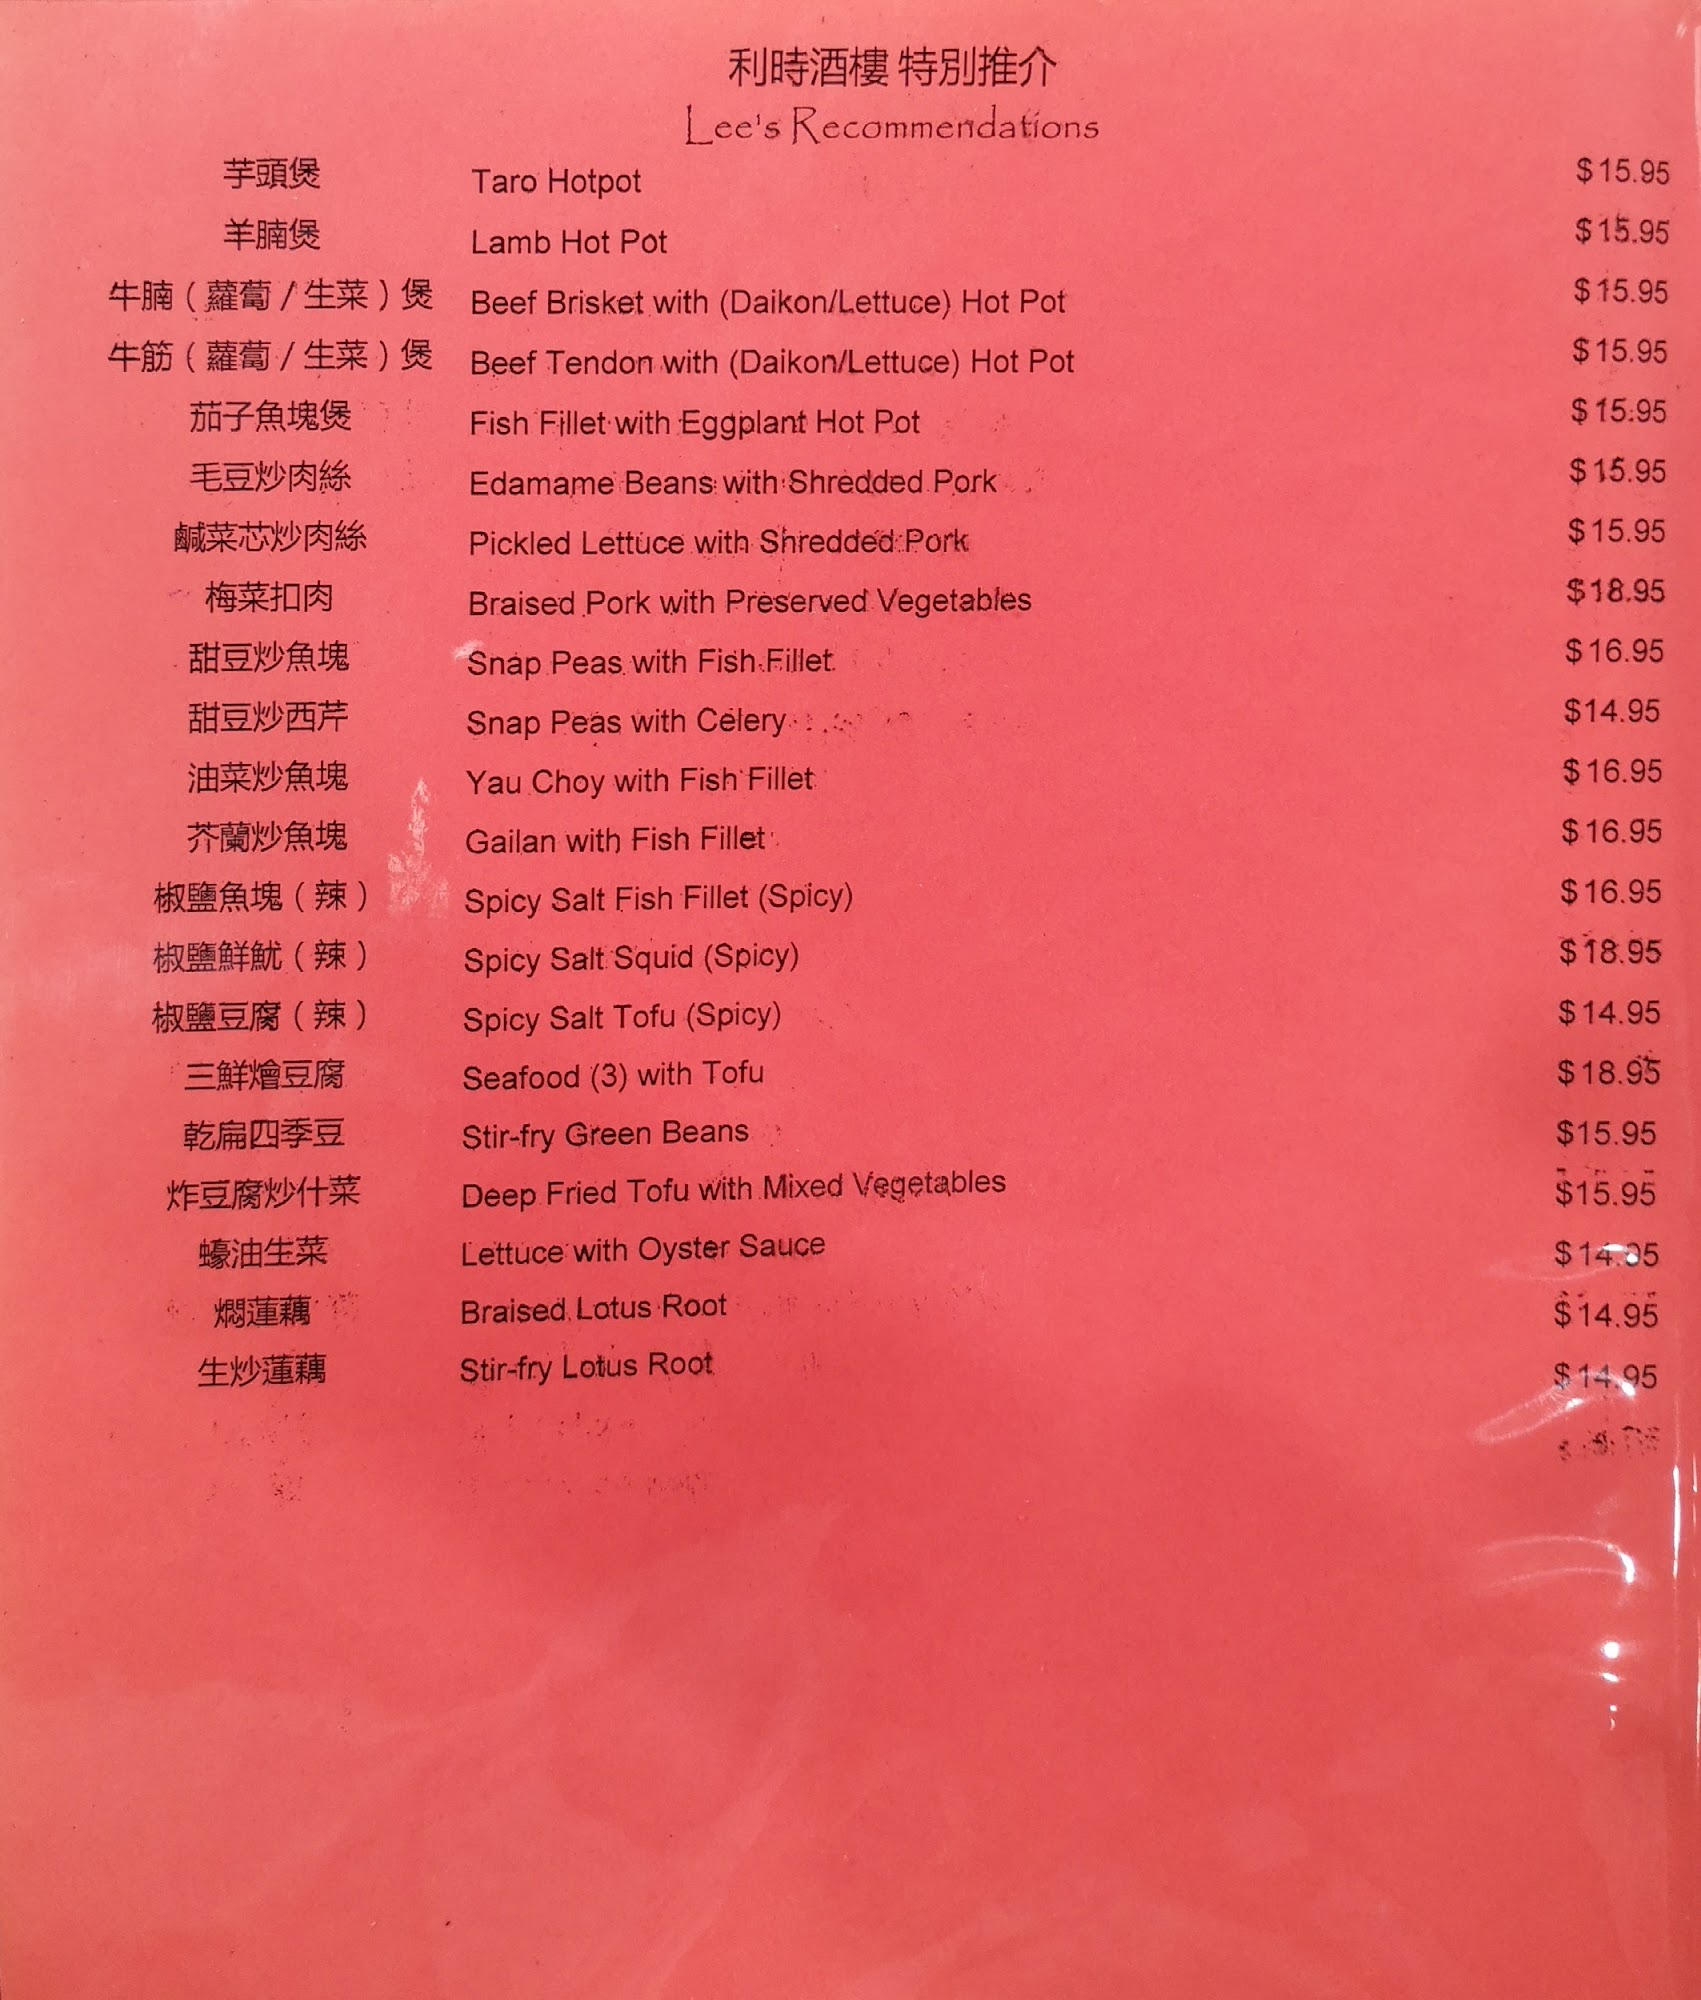 利時酒樓 特別推介
Lee's Recommendations
芋頭煲 Taro Hotpot $15.95
羊腩煲 Lamb Hot Pot $15.95
牛腩（蘿蔔/生菜）煲 Beef Brisket with (Daikon/Lettuce) Hot Pot $15.95
牛筋（蘿蔔/生菜）煲 Beef Tendon with (Daikon/Lettuce) Hot Pot $15.95
茄子魚塊煲 Fish Fillet with Eggplant Hot Pot $15.95
毛豆炒肉絲 Edamame Beans with Shredded Pork $15.95
鹹菜芯炒肉絲 Pickled Lettuce with Shredded Pork $15.95
梅菜扣肉 Braised Pork with Preserved Vegetables $18.95
甜豆炒魚塊 Snap Peas with Fish Fillet $16.95
甜豆炒西芹 Snap Peas with Celery $14.95
油菜炒魚塊 Yau Choy with Fish Fillet $16.95
芥蘭炒魚塊 Gailan with Fish Fillet $16.95
椒鹽魚塊（辣） Spicy Salt Fish Fillet (Spicy) $16.95
椒鹽鮮魷（辣） Spicy Salt Squid (Spicy) $18.95
椒鹽豆腐（辣） Spicy Salt Tofu (Spicy) $14.95
三鮮燴豆腐 Seafood (3) with Tofu $18.95
乾扁四季豆 Stir-fry Green Beans $15.95
炸豆腐炒什菜 Deep Fried Tofu with Mixed Vegetables $15.95
蠔油生菜 Lettuce with Oyster Sauce $14.95
燜蓮藕 Braised Lotus Root $14.95
生炒蓮藕 Stir-fry Lotus Root $14.95